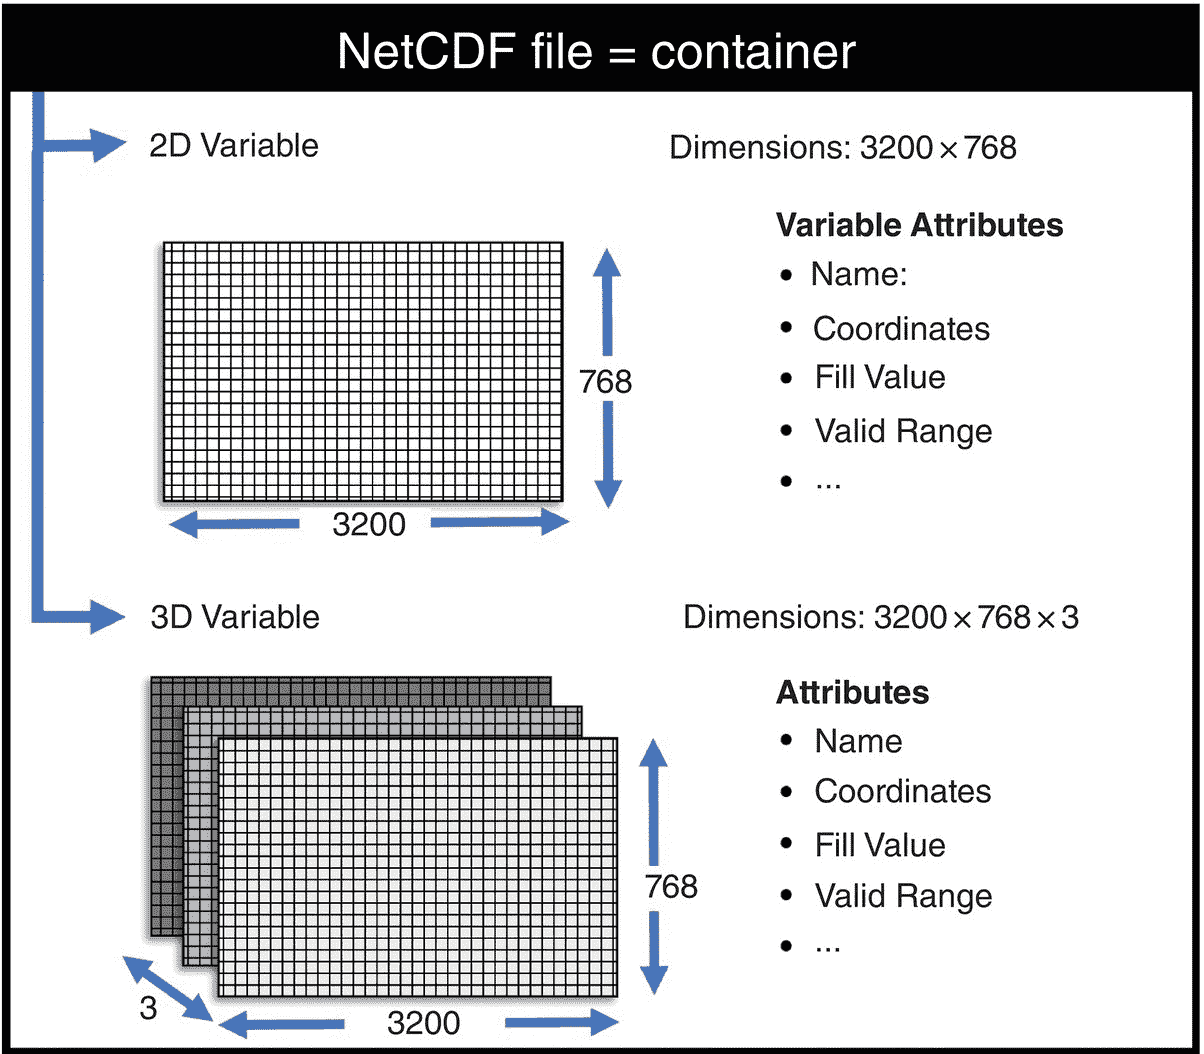 NetCDF file = container
2D Variable
Dimensions: 3200 × 768
Variable Attributes
• Name:
• Coordinates
• Fill Value
• Valid Range
• ...
768
3200
3D Variable
Dimensions: 3200 × 768 × 3
Attributes
• Name
• Coordinates
• Fill Value
• Valid Range
• ...
768
3
3200